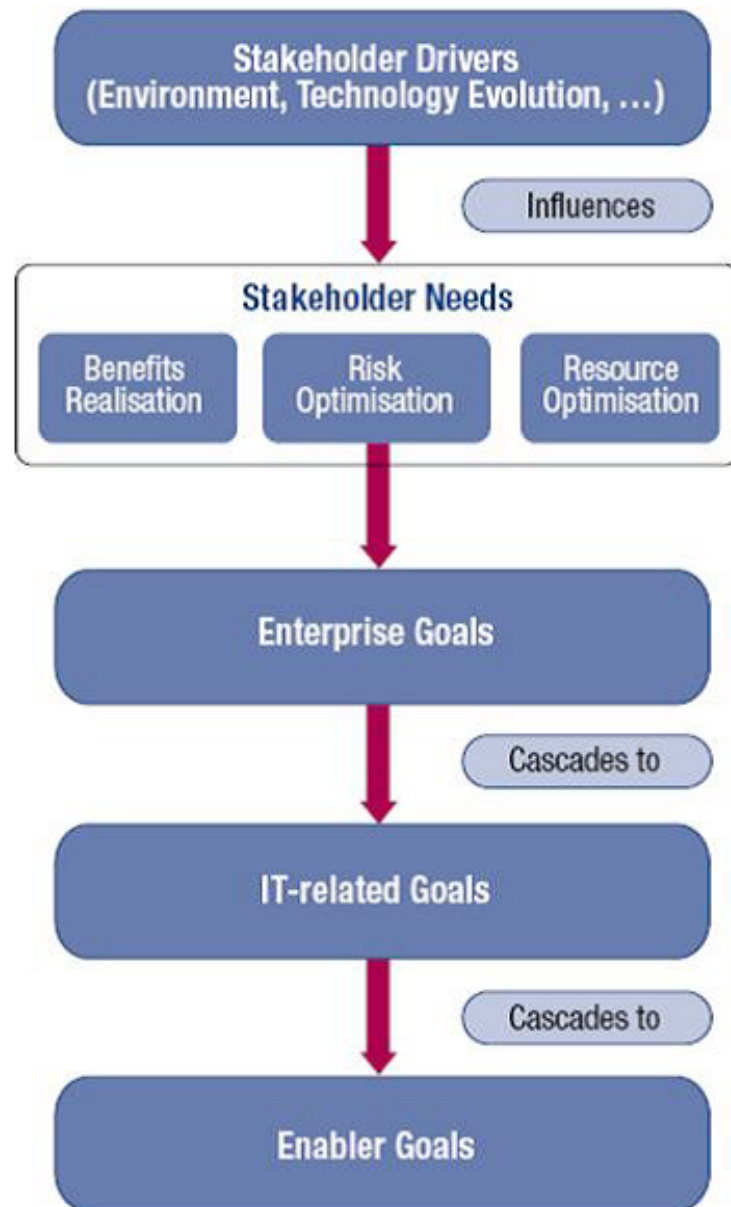 Stakeholder Drivers
(Environment, Technology Evolution, …)
Influences
Stakeholder Needs
Benefits
Realisation
Risk
Optimisation
Resource
Optimisation
Enterprise Goals
Cascades to
IT-related Goals
Cascades to
Enabler Goals